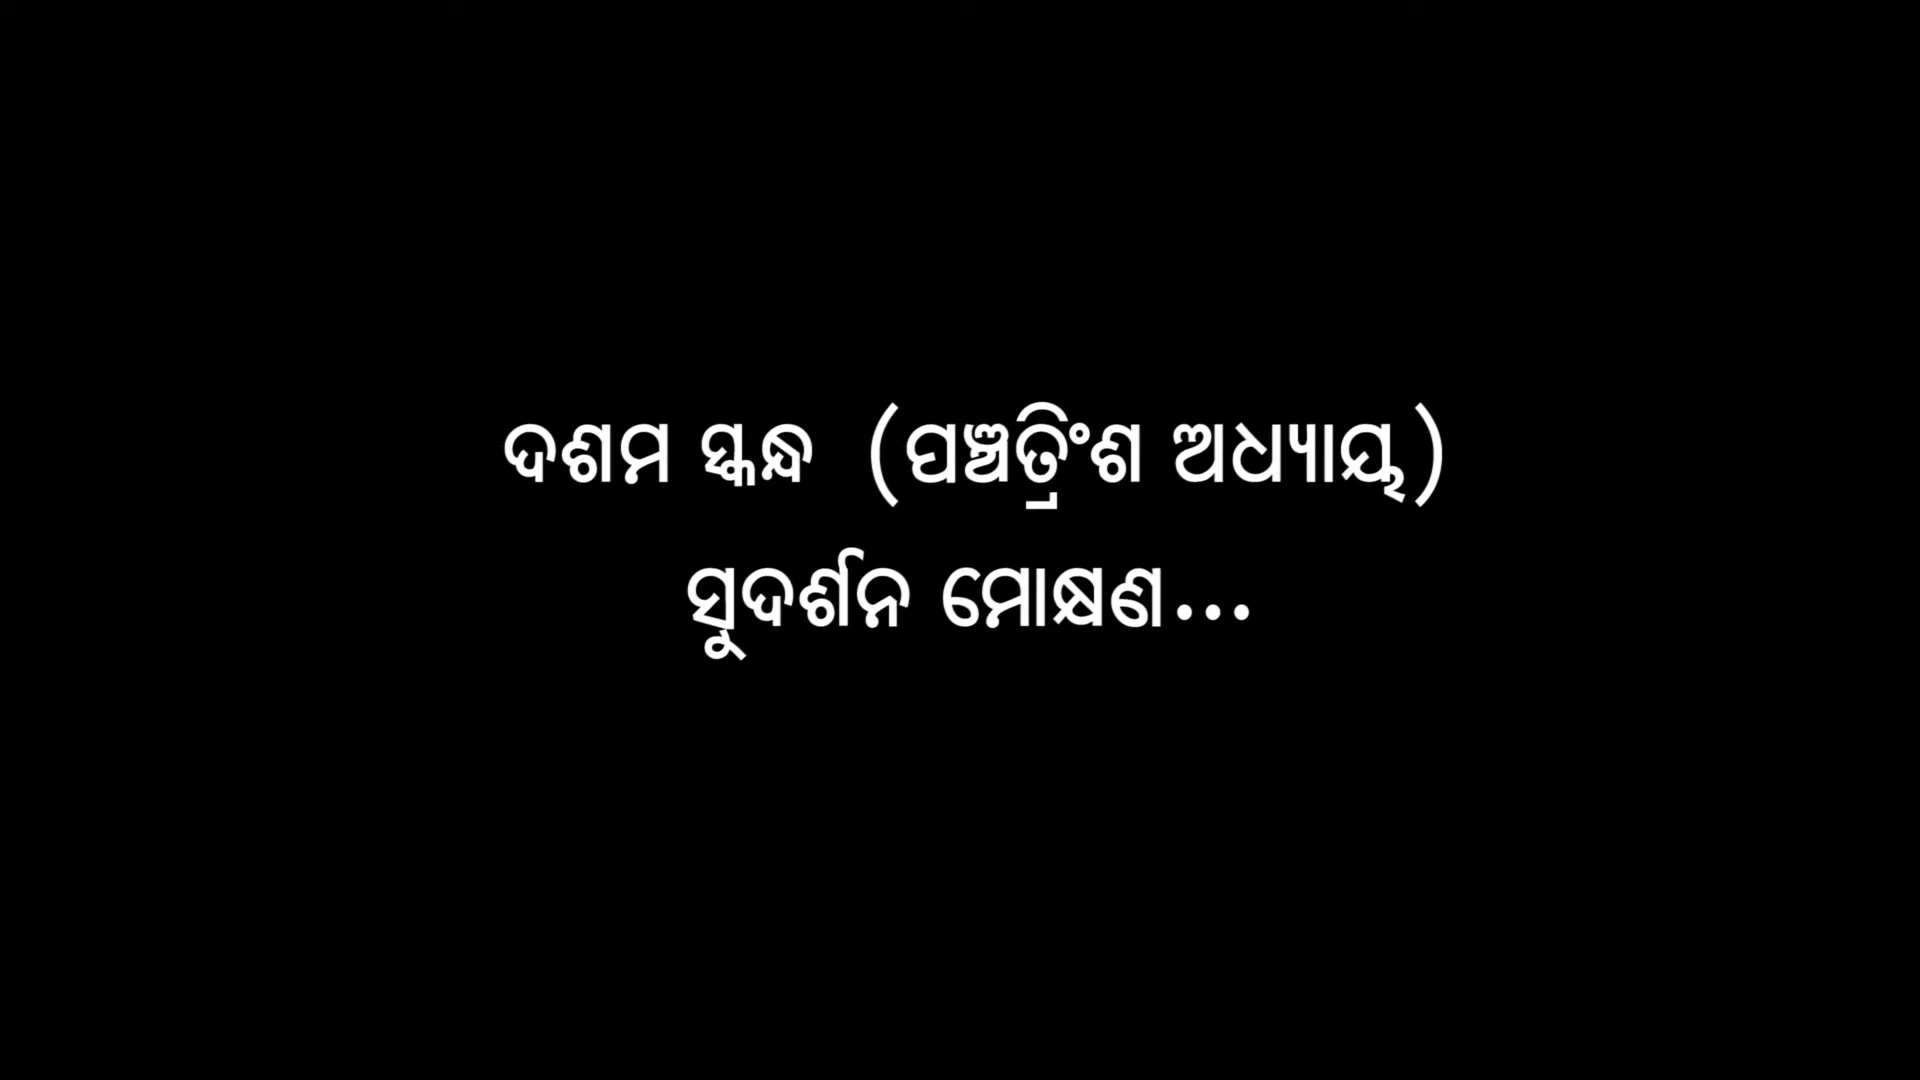 ଦଶମ ସ୍କନ୍ଧ (ପଞ୍ଚତ୍ରିଂଶ ଅଧ୍ୟାୟ)
ସୁଦର୍ଶନ ମୋକ୍ଷଣ...